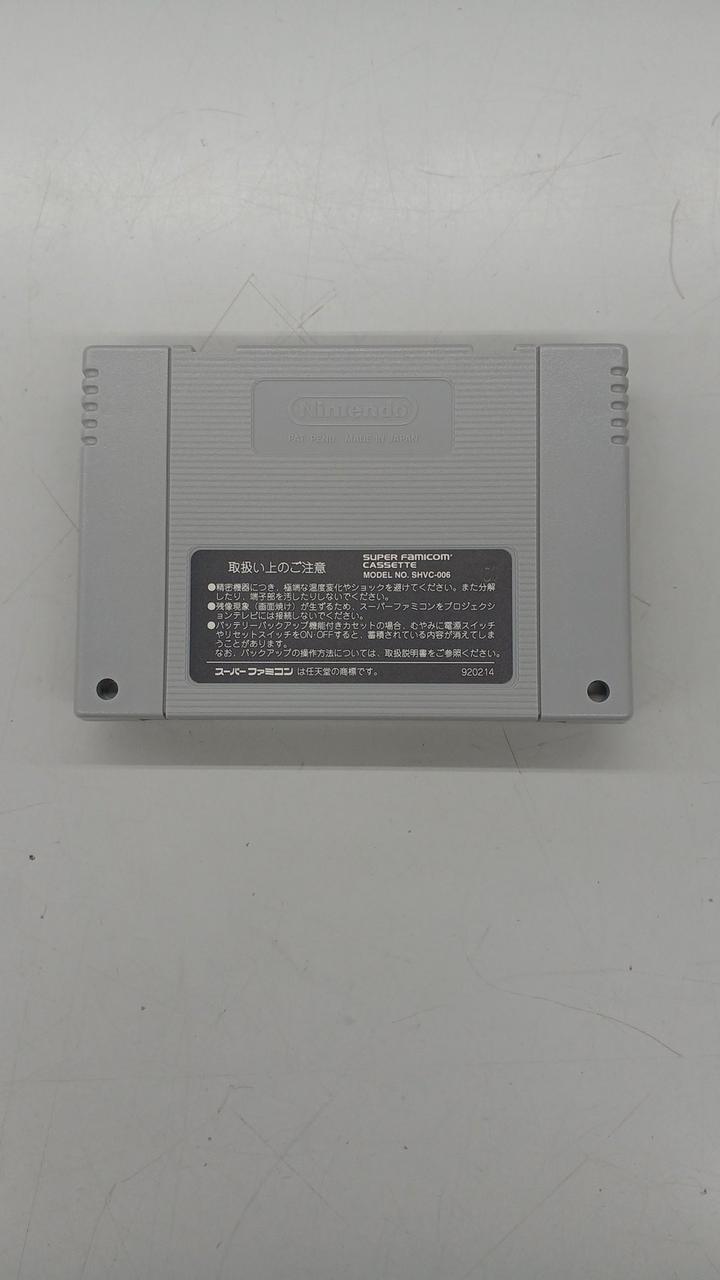 Nintendo
PAT. PEND. MADE IN JAPAN
取扱い上のご注意
SUPER FAMICOM
CASSETTE
MODEL NO. SHVC-006
●精密機器につき、極端な温度変化やショックを避けてください。また分解
したり、端子部を汚したりしないでください。
●残像現象（画面焼け）が生ずるため、スーパーファミコンをプロジェクシ
ョンテレビには接続しないでください。
●バッテリーバックアップ機能付きカセットの場合、むやみに電源スイッチ
やリセットスイッチをON・OFFすると、蓄積されている内容が消えてしま
うことがあります。
なお、バックアップの操作方法については、取扱説明書をご参照ください。
スーパーファミコンは任天堂の商標です。
920214